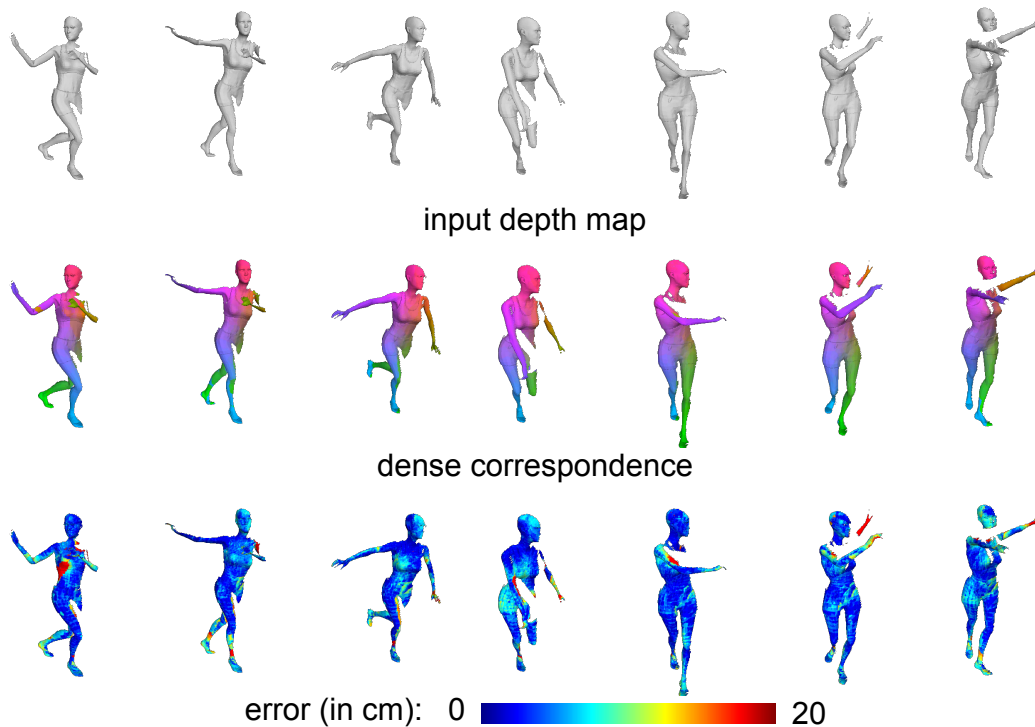 input depth map
dense correspondence
error (in cm): 0 20